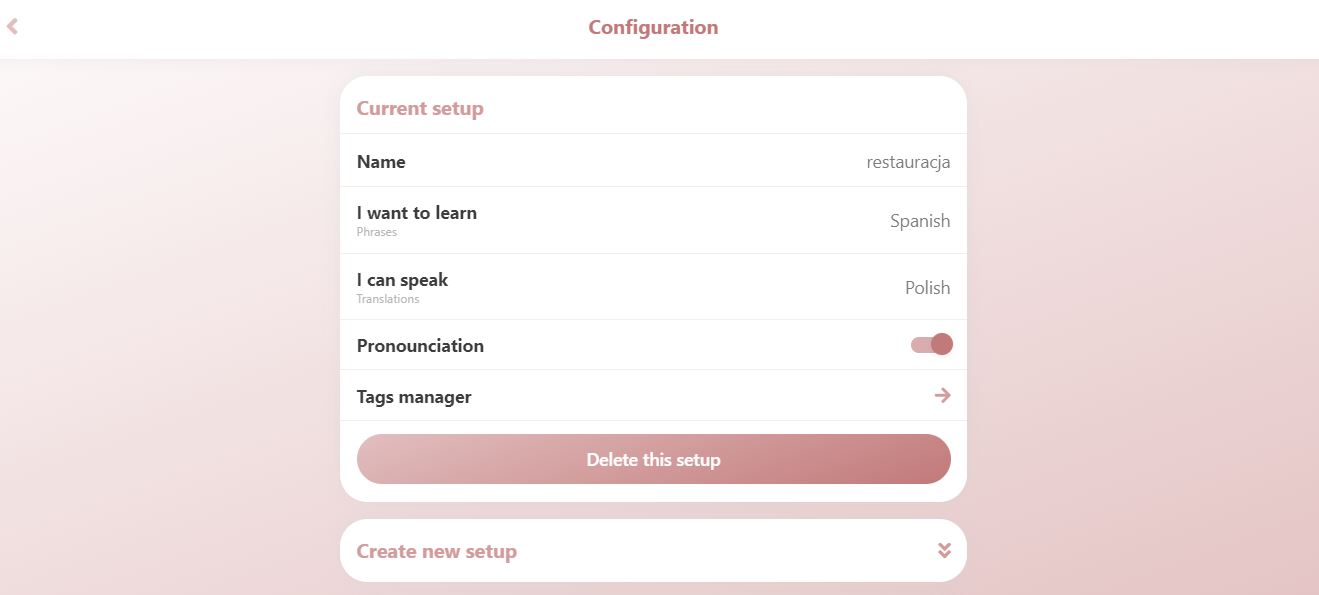 Configuration
Current setup
Name
restauracja
I want to learn
Phrases
Spanish
I can speak
Translations
Polish
Pronounciation
Tags manager
Delete this setup
Create new setup